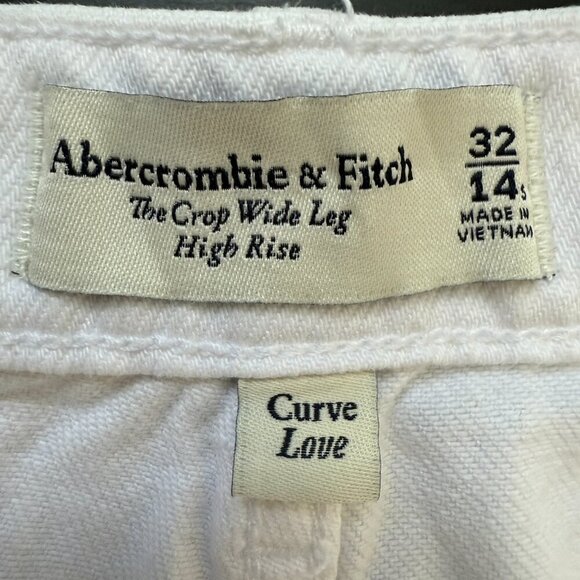 Abercrombie & Fitch
The Crop Wide Leg
High Rise
32
14s
MADE IN
VIETNAM
Curve
Love